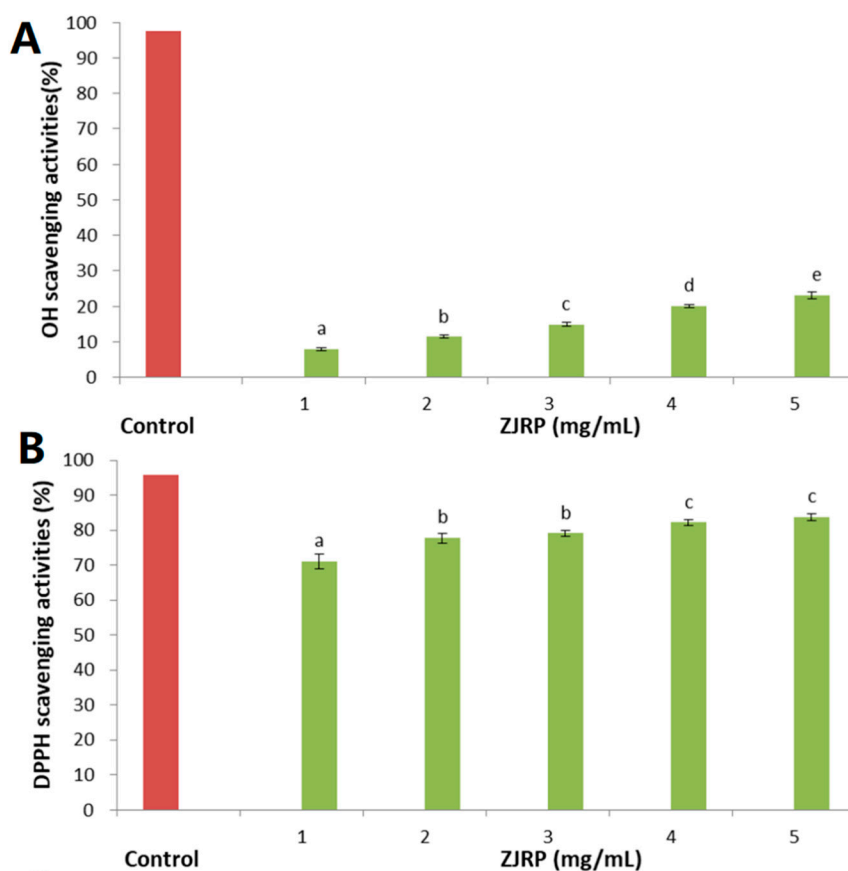 A
OH scavenging activities(%)
100
90
80
70
60
50
40
30
20
10
0
a
b
c
d
e
1 2 3 4 5
Control ZJRP (mg/mL)
B
DPPH scavenging activities (%)
100
90
80
70
60
50
40
30
20
10
0
a
b
b
c
c
1 2 3 4 5
Control ZJRP (mg/mL)